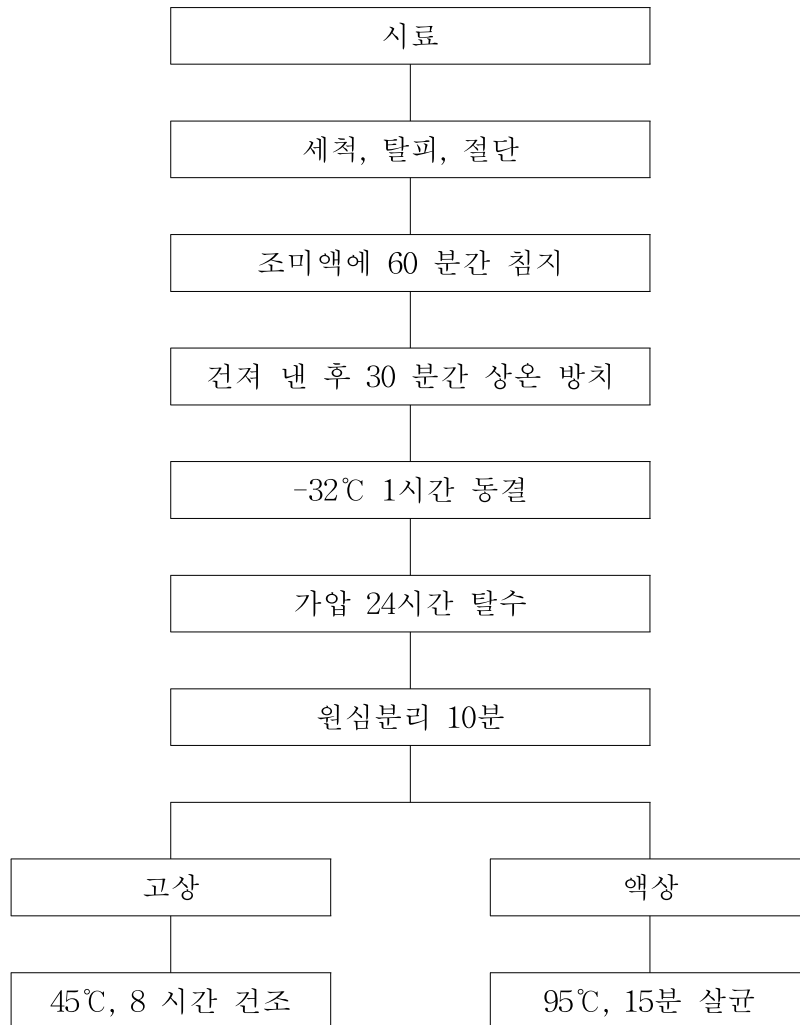 시료
세척, 탈피, 절단
조미액에 60 분간 침지
건져 낸 후 30 분간 상온 방치
-32℃ 1시간 동결
가압 24시간 탈수
원심분리 10분
고상
액상
45℃, 8 시간 건조
95℃, 15분 살균